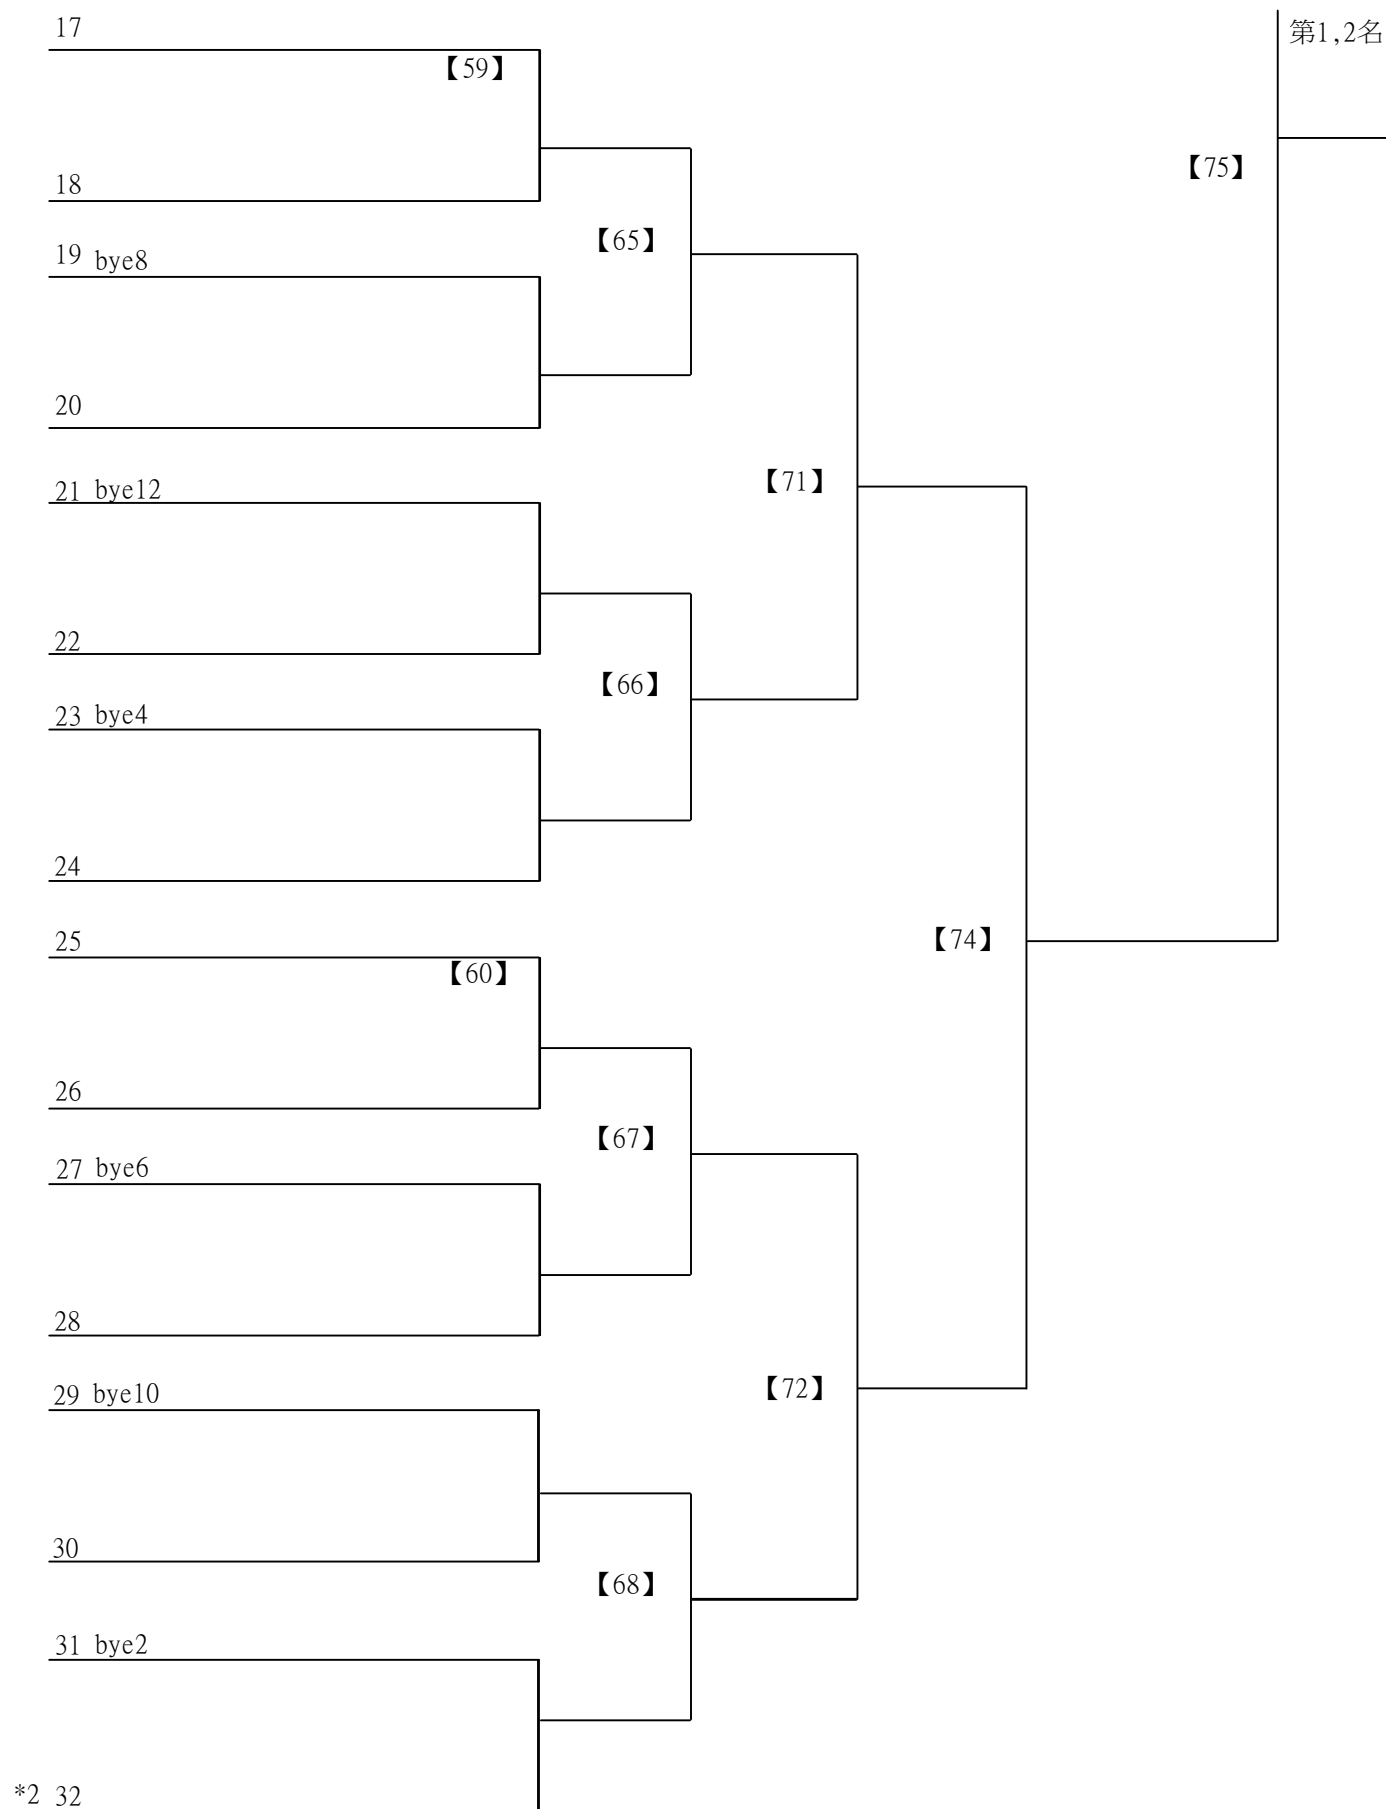 17
第1,2名
【59】
【75】
18
【65】
19 bye8
20
【71】
21 bye12
22
【66】
23 bye4
24
【74】
25
【60】
26
【67】
27 bye6
28
【72】
29 bye10
30
【68】
31 bye2
*2 32